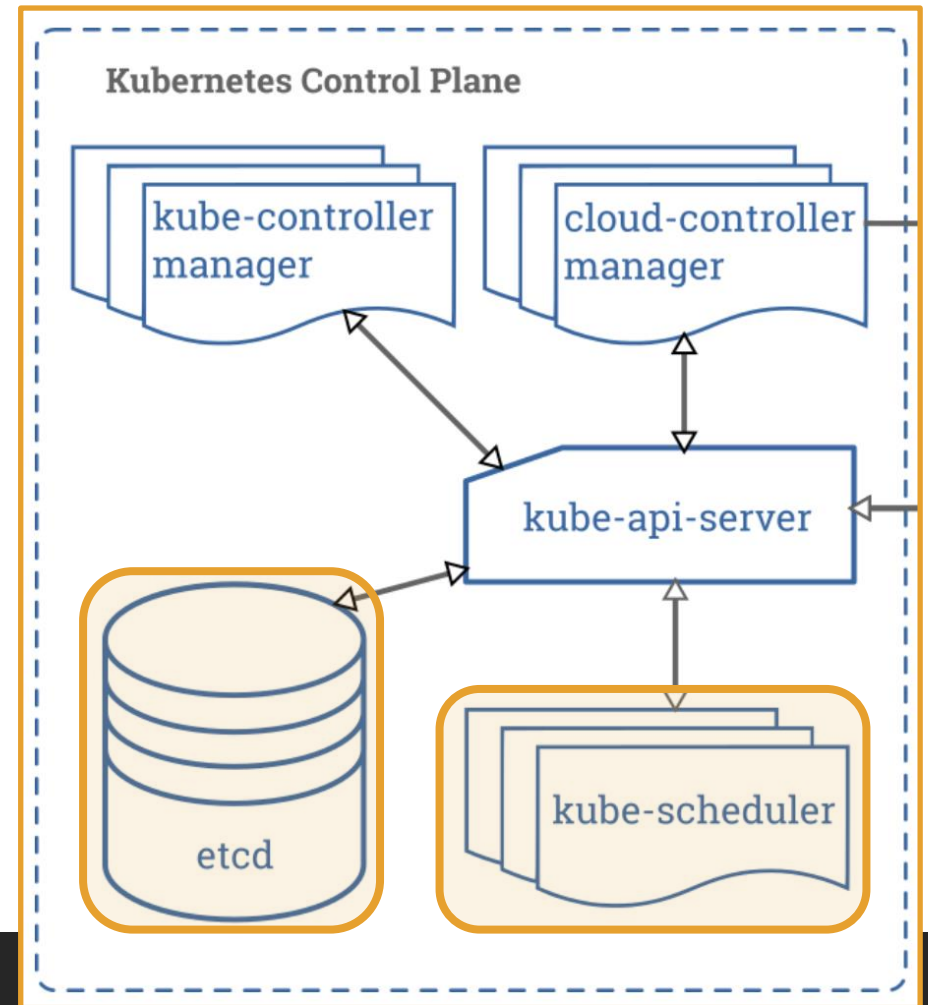 Kubernetes Control Plane
kube-controller
manager
cloud-controller
manager
kube-api-server
etcd
kube-scheduler